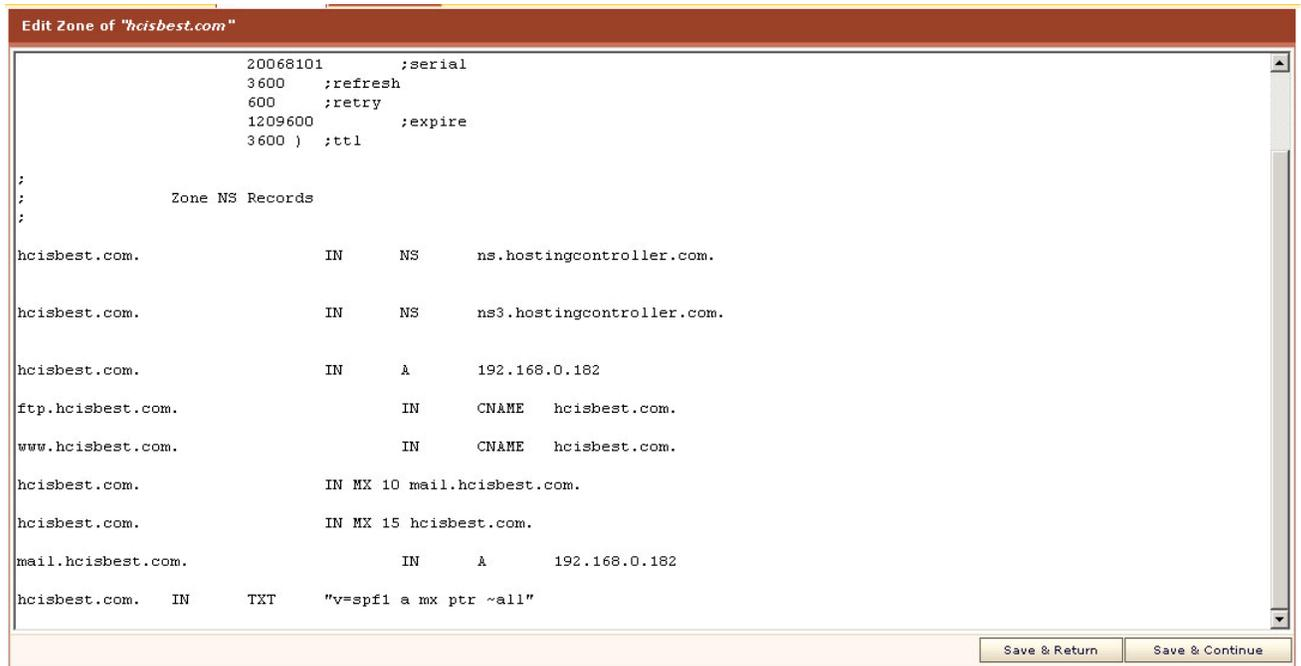 Edit Zone of "hcisbest.com"
20068101 ;serial
3600 ;refresh
600 ;retry
1209600 ;expire
3600 ) ;ttl
;
; Zone NS Records
;
hcisbest.com. IN NS ns.hostingcontroller.com.
hcisbest.com. IN NS ns3.hostingcontroller.com.
hcisbest.com. IN A 192.168.0.182
ftp.hcisbest.com. IN CNAME hcisbest.com.
www.hcisbest.com. IN CNAME hcisbest.com.
hcisbest.com. IN MX 10 mail.hcisbest.com.
hcisbest.com. IN MX 15 hcisbest.com.
mail.hcisbest.com. IN A 192.168.0.182
hcisbest.com. IN TXT "v=spf1 a mx ptr ~all"
Save & Return Save & Continue